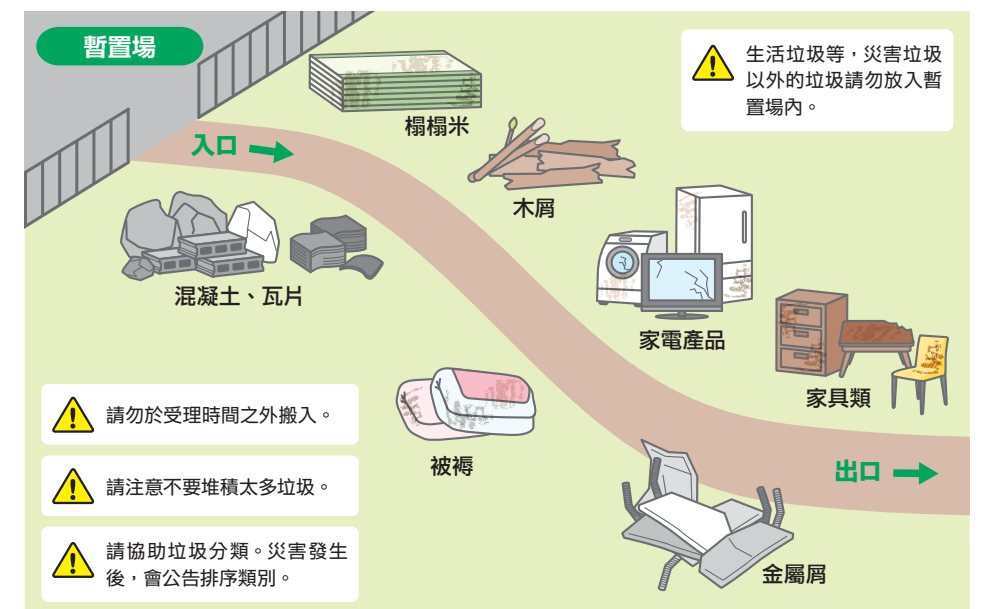 暫置場
生活垃圾等，災害垃圾
以外的垃圾請勿放入暫
置場內。
榻榻米
入口
木屑
混凝土、瓦片
家電產品
家具類
請勿於受理時間之外搬入。
被褥
出口
請注意不要堆積太多垃圾。
請協助垃圾分類。災害發生
後，會公告排序類別。
金屬屑